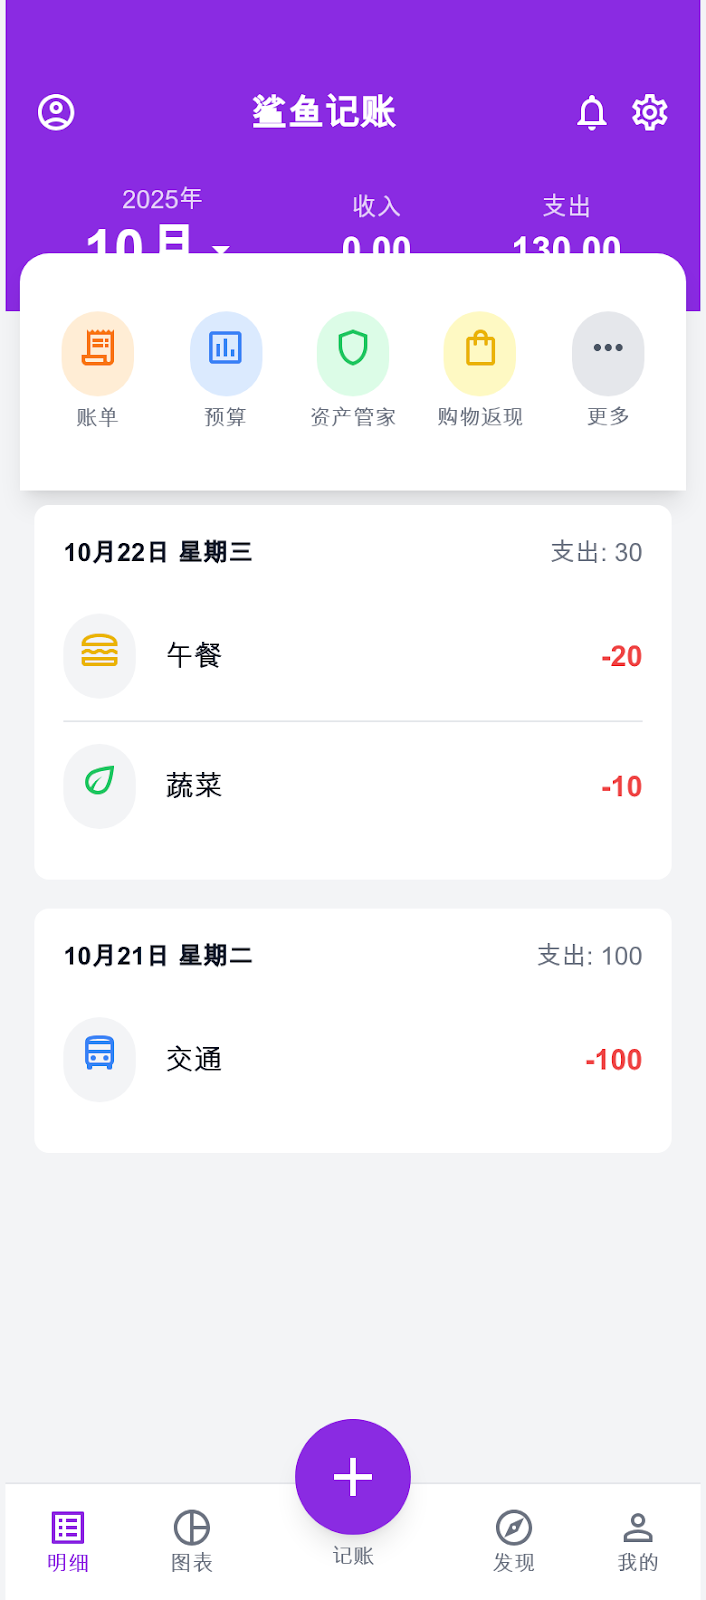 鲨鱼记账
2025年
收入
支出
10月
0.00
130.00
账单
预算
资产管家
购物返现
更多
10月22日 星期三
支出: 30
午餐
-20
蔬菜
-10
10月21日 星期二
支出: 100
交通
-100
明细
图表
记账
发现
我的